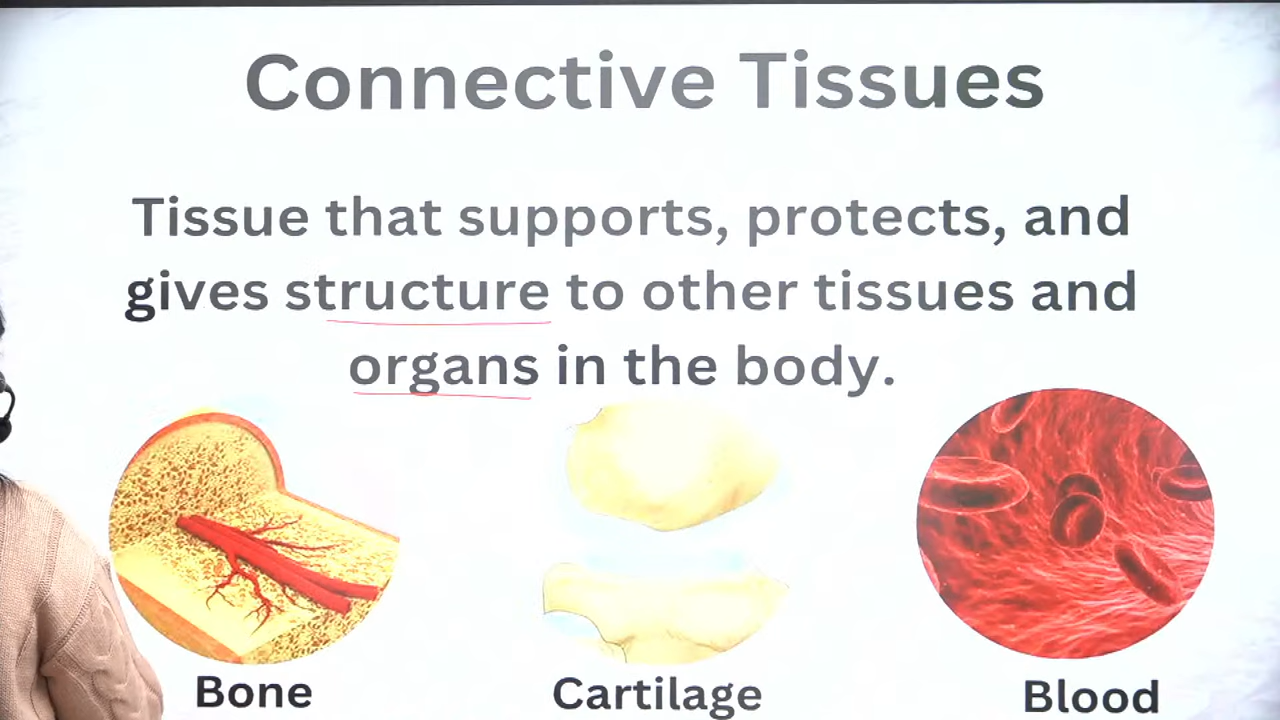 Connective Tissues
Tissue that supports, protects, and
gives structure to other tissues and
organs in the body.
Bone
Cartilage
Blood